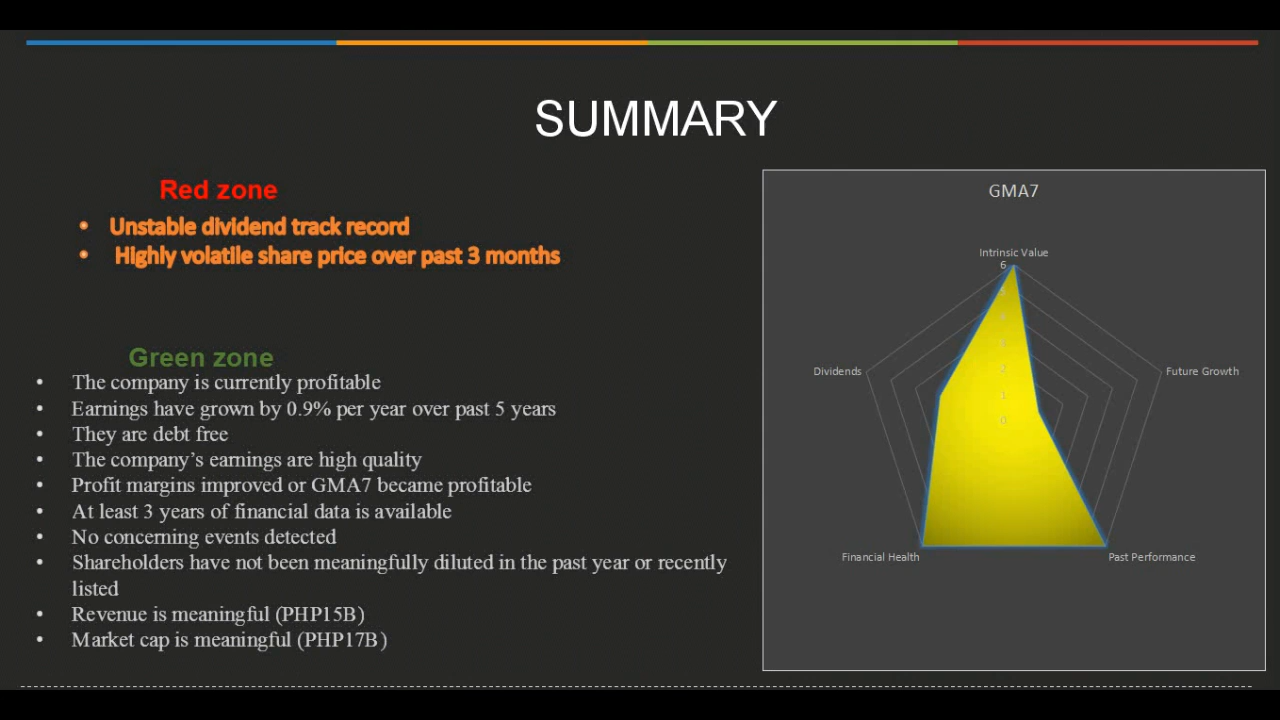 SUMMARY
Red zone
• Unstable dividend track record
• Highly volatile share price over past 3 months
Green zone
• The company is currently profitable
• Earnings have grown by 0.9% per year over past 5 years
• They are debt free
• The company's earnings are high quality
• Profit margins improved or GMA7 became profitable
• At least 3 years of financial data is available
• No concerning events detected
• Shareholders have not been meaningfully diluted in the past year or recently
listed
• Revenue is meaningful (PHP15B)
• Market cap is meaningful (PHP17B)
GMA7
Intrinsic Value
6
5
4
3
2
1
0
Dividends
Future Growth
Financial Health
Past Performance